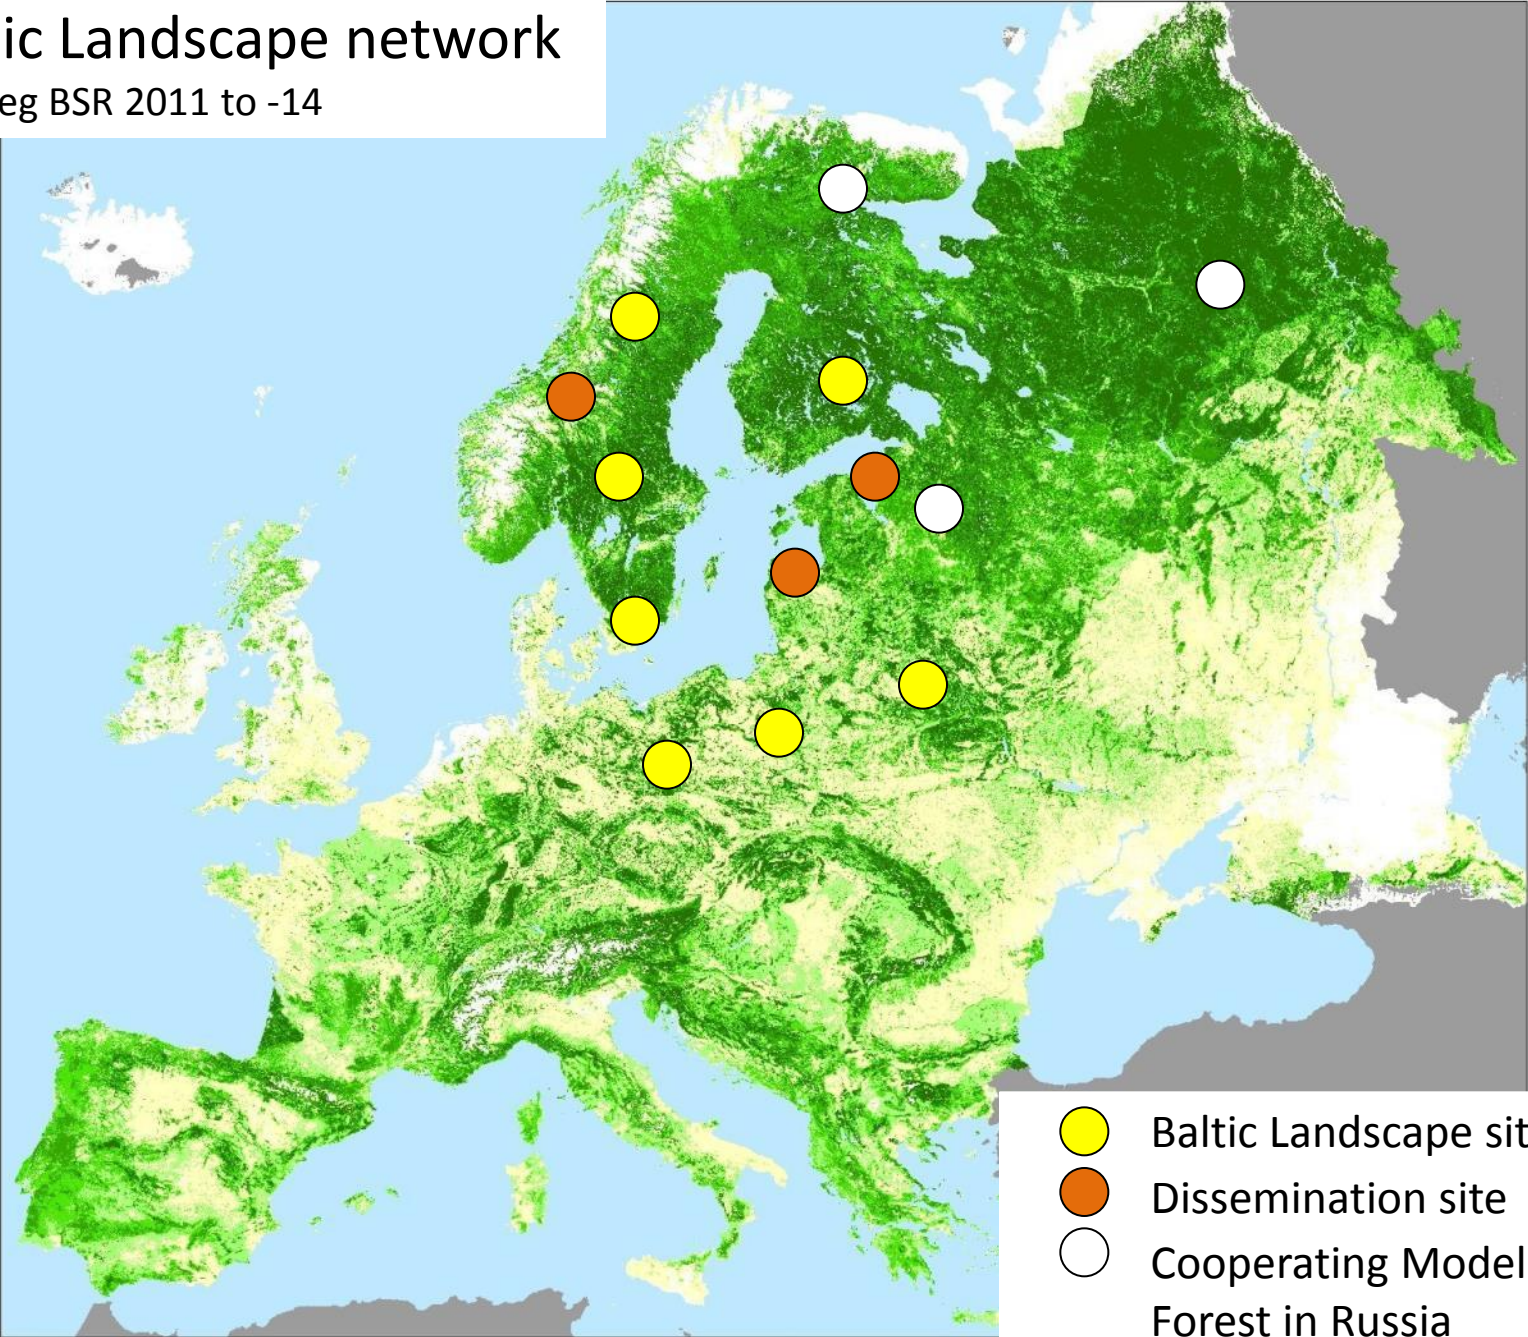 ic Landscape network
eg BSR 2011 to -14
Baltic Landscape sit
Dissemination site
Cooperating Model
Forest in Russia